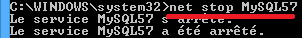 C:\WINDOWS\system32>net stop MySQL57
Le service MySQL57 s'arrête.
Le service MySQL57 a été arrêté.